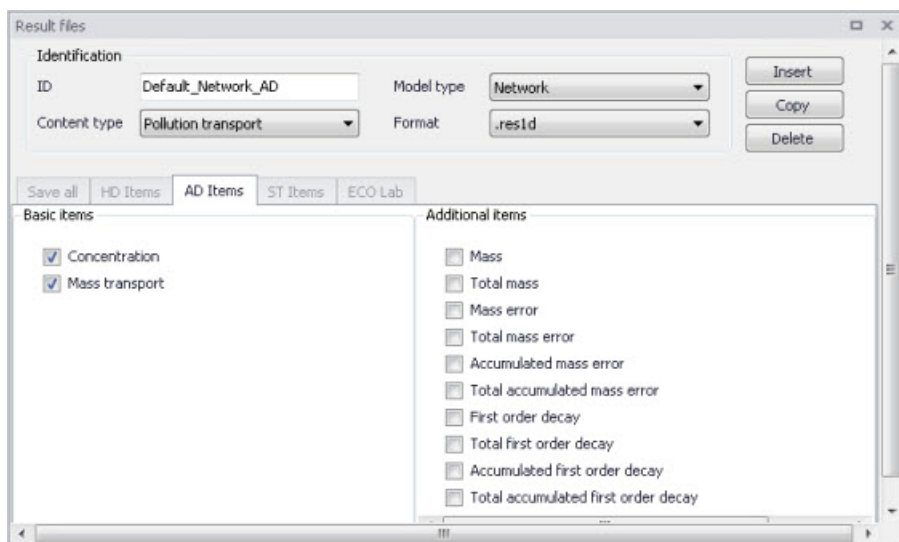 Result files
Identification
ID Default_Network_AD Model type Network Insert
Copy
Content type Pollution transport Format .res1d
Delete
Save all HD Items AD Items ST Items ECO Lab
Basic items Additional items
Concentration Mass
Mass transport Total mass
Mass error
Total mass error
Accumulated mass error
Total accumulated mass error
First order decay
Total first order decay
Accumulated first order decay
Total accumulated first order decay